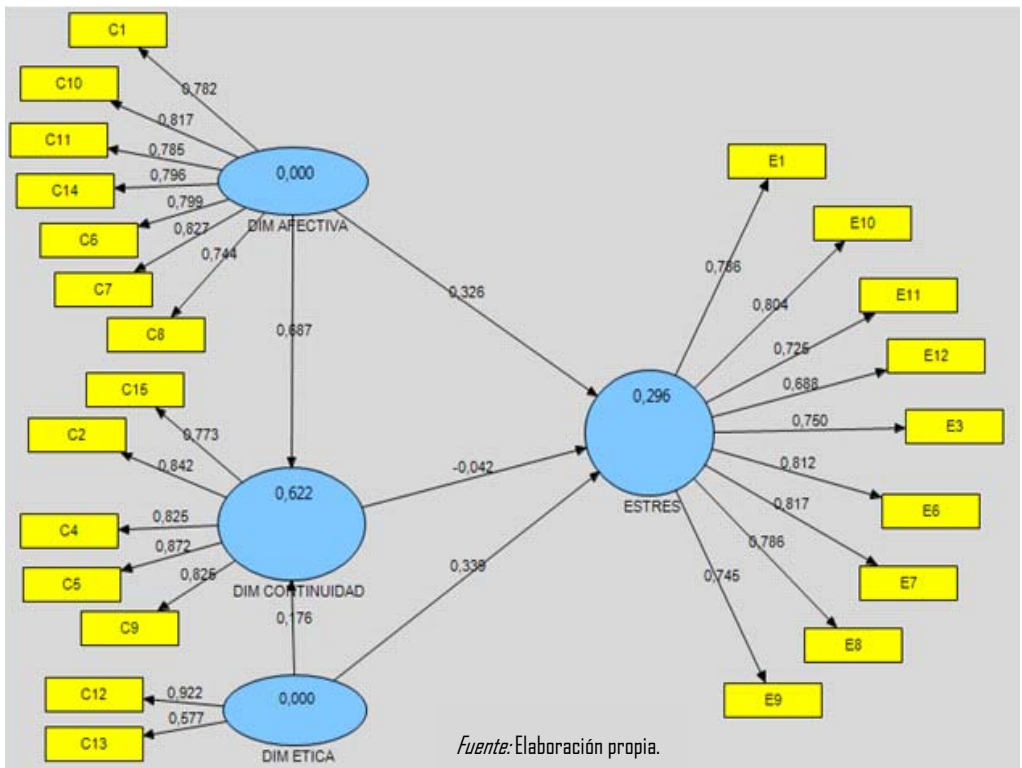 C1
0,782
C10
0,817
C11
0,785
C14
0,796
C6
0,799
C7
0,827
C8
0,744
0,000
DIM AFECTIVA
0,687
0,326
C15
0,773
C2
0,842
C4
0,825
C5
0,872
C9
0,825
0,622
DIM CONTINUIDAD
-0,042
0,176
0,339
C12
0,922
C13
0,577
0,000
DIM ETICA
0,296
ESTRES
E1
0,786
E10
0,804
E11
0,725
E12
0,688
E3
0,750
E6
0,812
E7
0,817
E8
0,786
E9
0,745
Fuente: Elaboración propia.